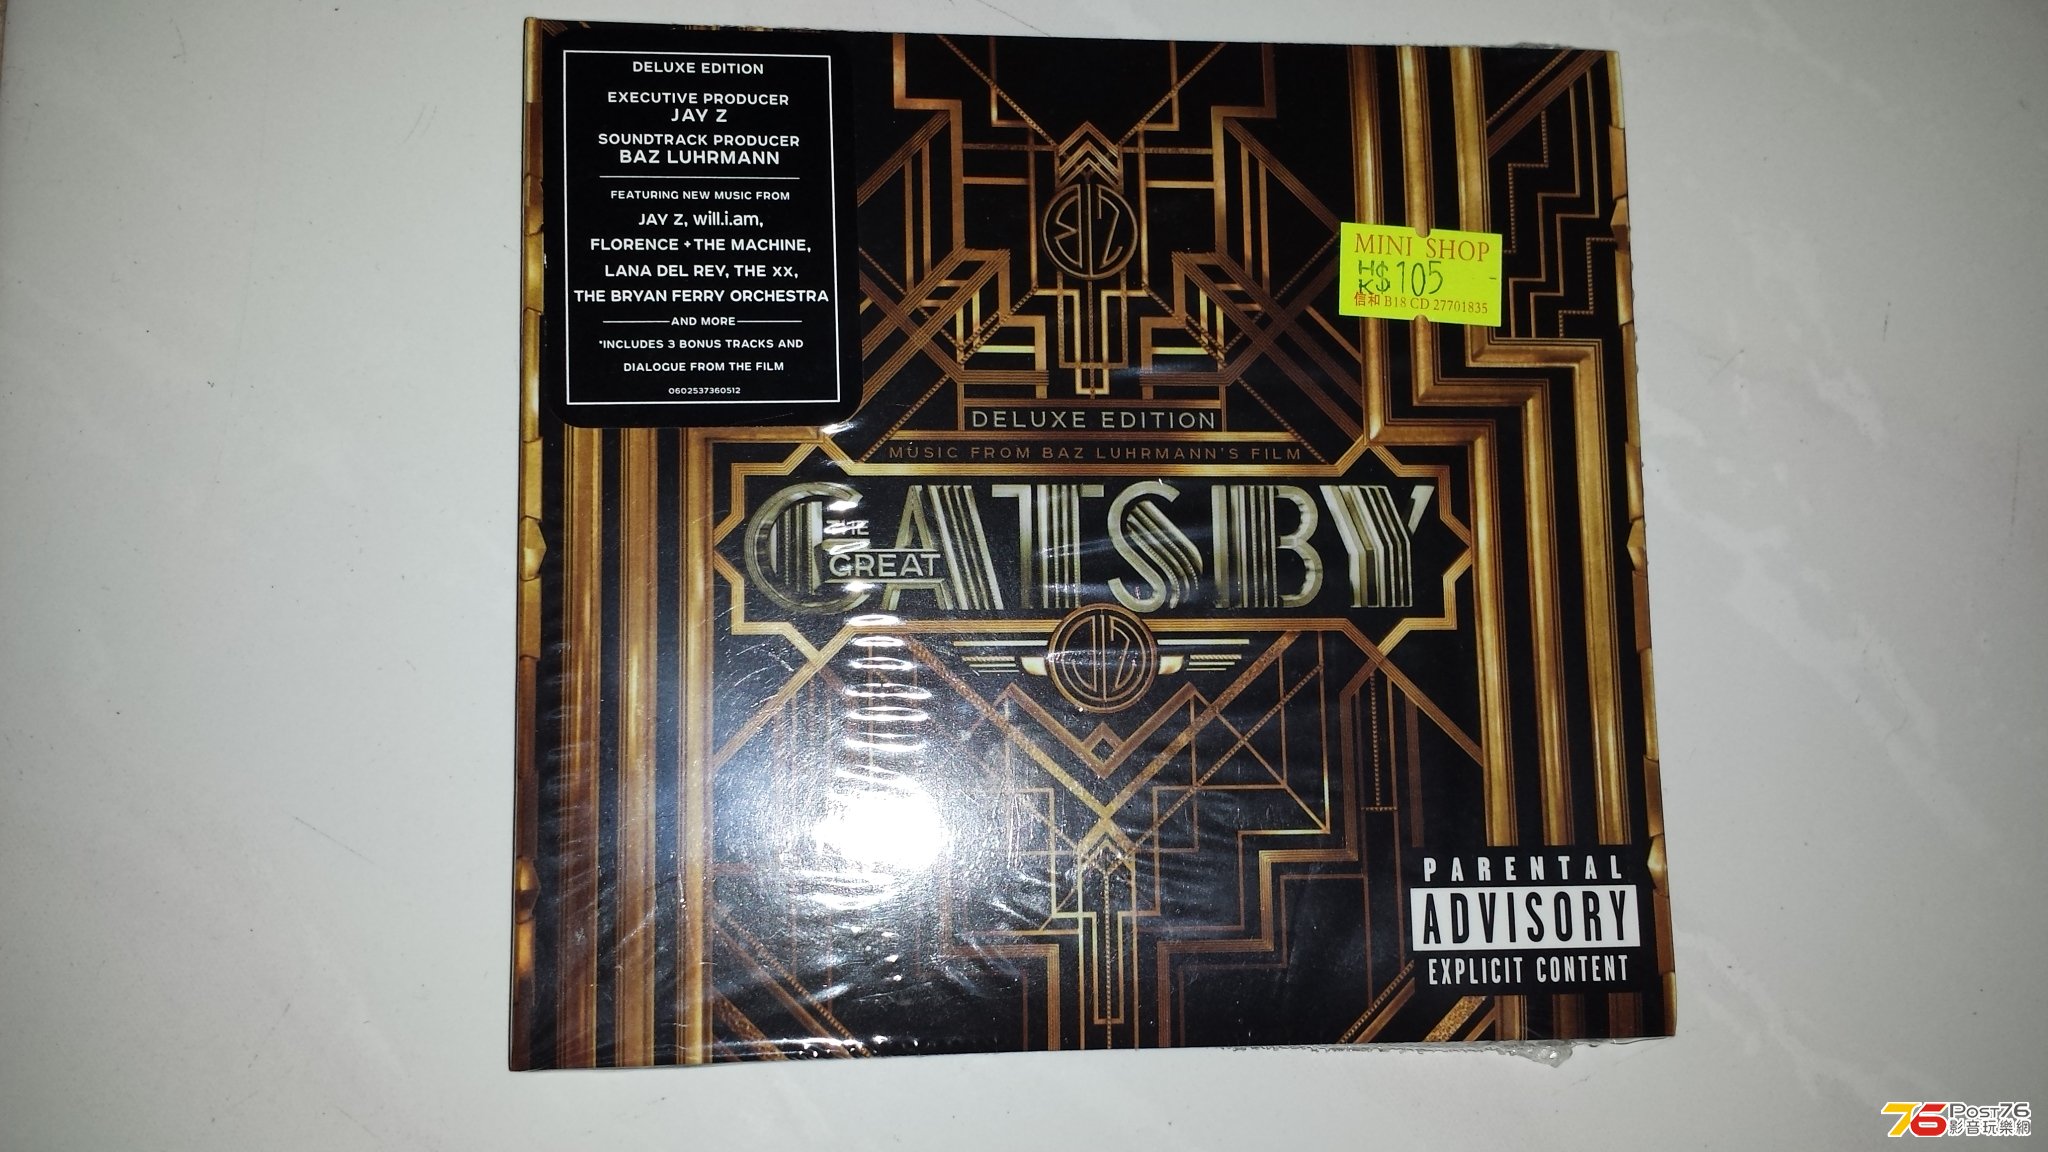 DELUXE EDITION
EXECUTIVE PRODUCER
JAY Z
SOUNDTRACK PRODUCER
BAZ LUHRMANN
FEATURING NEW MUSIC FROM
JAY Z, will.i.am,
FLORENCE + THE MACHINE,
LANA DEL REY, THE xx,
THE BRYAN FERRY ORCHESTRA
AND MORE
*INCLUDES 3 BONUS TRACKS AND
DIALOGUE FROM THE FILM
0602537360512
MINI SHOP
HK$105
信和 B18 CD 27701835
DELUXE EDITION
MUSIC FROM BAZ LUHRMANN'S FILM
THE
GREAT
GATSBY
PARENTAL
ADVISORY
EXPLICIT CONTENT
76 Post76
影音玩樂網